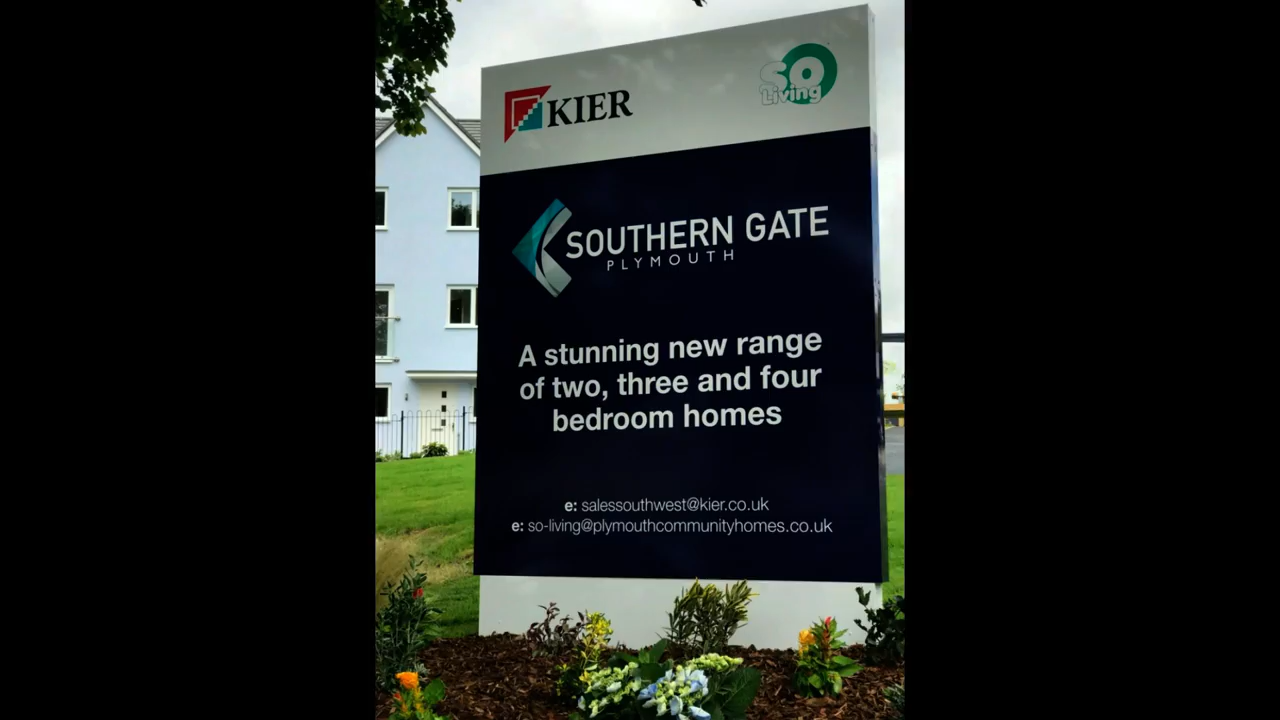 KIER
SO
Living
SOUTHERN GATE
PLYMOUTH
A stunning new range
of two, three and four
bedroom homes
e: salessouthwest@kier.co.uk
e: so-living@plymouthcommunityhomes.co.uk